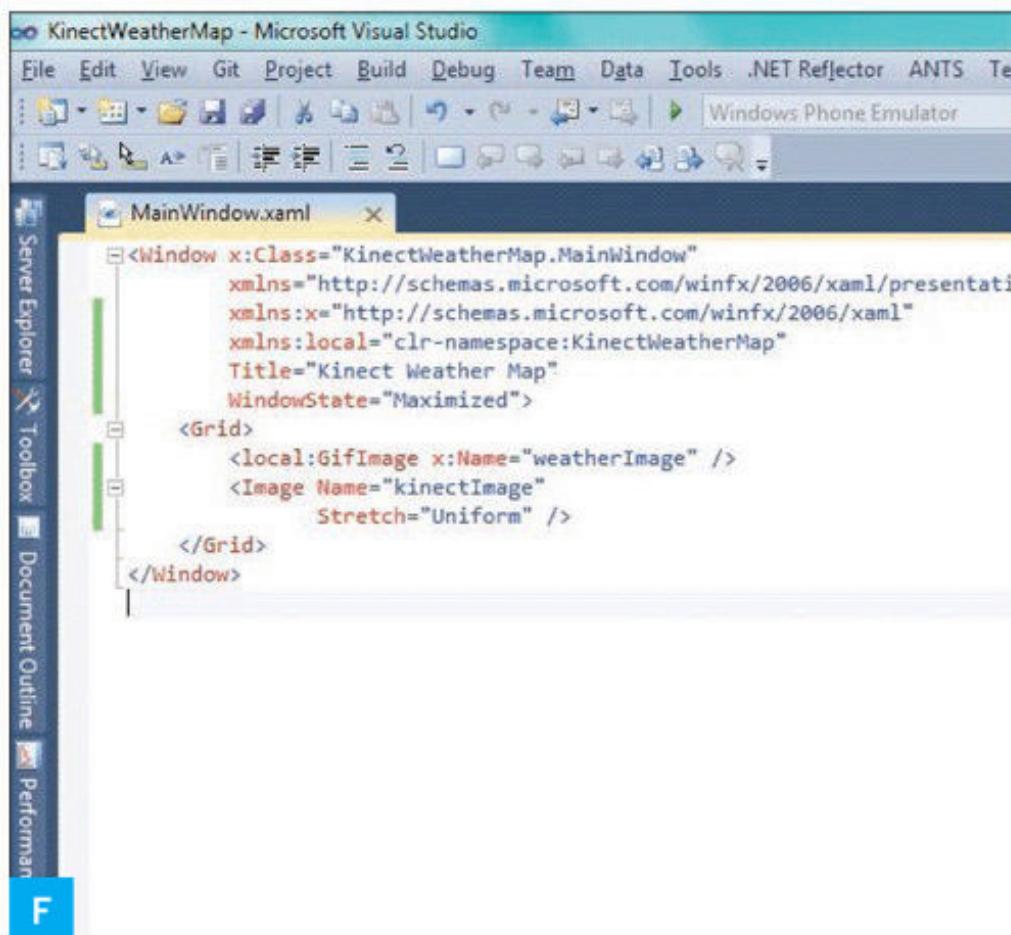 KinectWeatherMap - Microsoft Visual Studio
File Edit View Git Project Build Debug Team Data Tools .NET Reflector ANTS Te
Windows Phone Emulator
MainWindow.xaml
<Window x:Class="KinectWeatherMap.MainWindow"
xmlns="http://schemas.microsoft.com/winfx/2006/xaml/presentati
xmlns:x="http://schemas.microsoft.com/winfx/2006/xaml"
xmlns:local="clr-namespace:KinectWeatherMap"
Title="Kinect Weather Map"
WindowState="Maximized">
<Grid>
<local:GifImage x:Name="weatherImage" />
<Image Name="kinectImage"
Stretch="Uniform" />
</Grid>
</Window>
Server Explorer
Toolbox
Document Outline
Performan
F